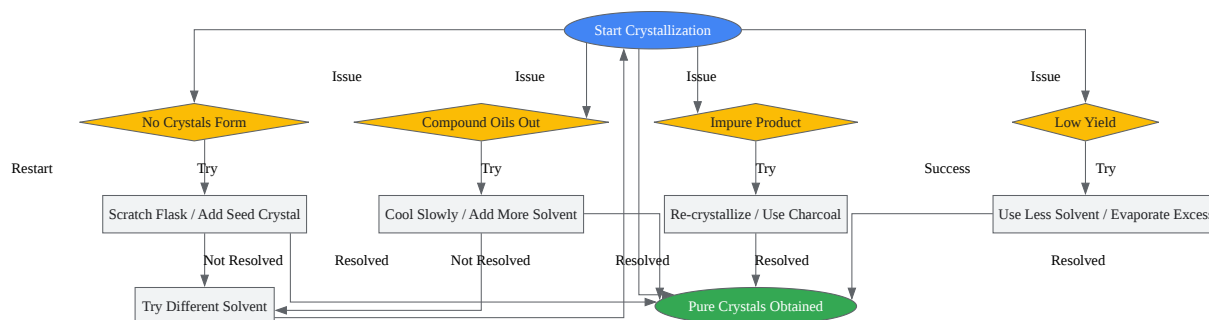 Start Crystallization
Issue
Issue
Issue
Issue
No Crystals Form
Compound Oils Out
Impure Product
Low Yield
Restart
Try
Try
Try
Success
Try
Scratch Flask / Add Seed Crystal
Cool Slowly / Add More Solvent
Re-crystallize / Use Charcoal
Use Less Solvent / Evaporate Excess
Not Resolved
Resolved
Not Resolved
Resolved
Resolved
Resolved
Try Different Solvent
Pure Crystals Obtained